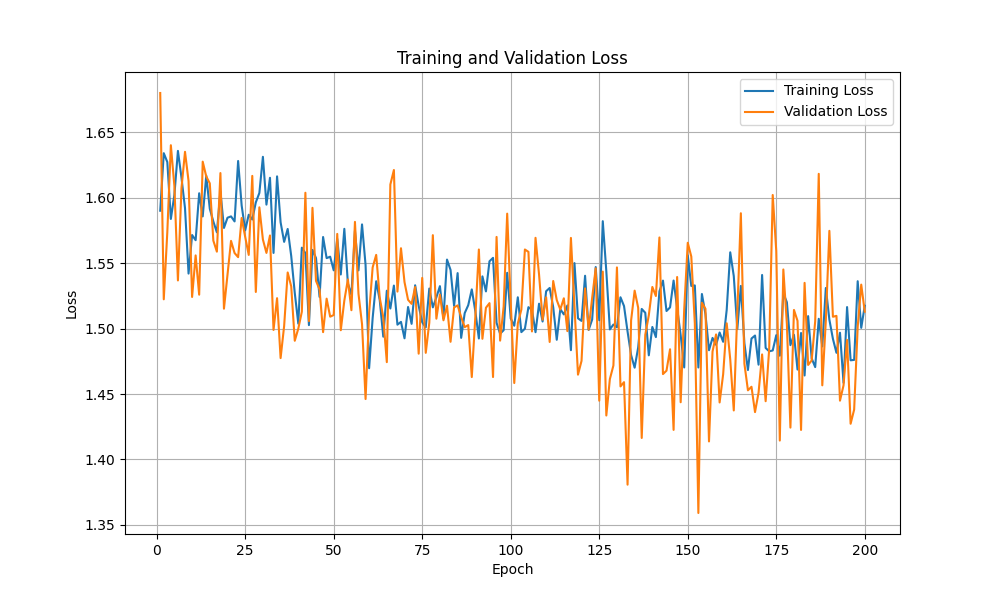 Training and Validation Loss
Training Loss
Validation Loss
Loss
1.65
1.60
1.55
1.50
1.45
1.40
1.35
0 25 50 75 100 125 150 175 200
Epoch